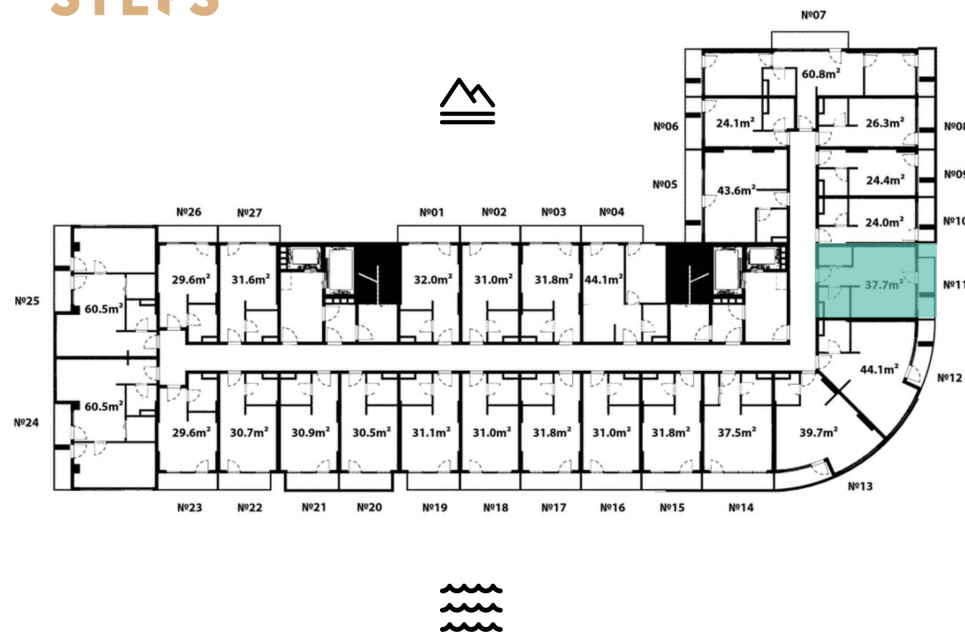 STEPS
№07
60.8m²
№06
24.1m²
26.3m²
№08
№05
43.6m²
24.4m²
№09
24.0m²
№10
№26
№27
№01
№02
№03
№04
29.6m²
31.6m²
32.0m²
31.0m²
31.8m²
44.1m²
37.7m²
№11
№25
60.5m²
44.1m²
№12
60.5m²
№24
29.6m²
30.7m²
30.9m²
30.5m²
31.1m²
31.0m²
31.8m²
31.0m²
31.8m²
37.5m²
39.7m²
№13
№23
№22
№21
№20
№19
№18
№17
№16
№15
№14